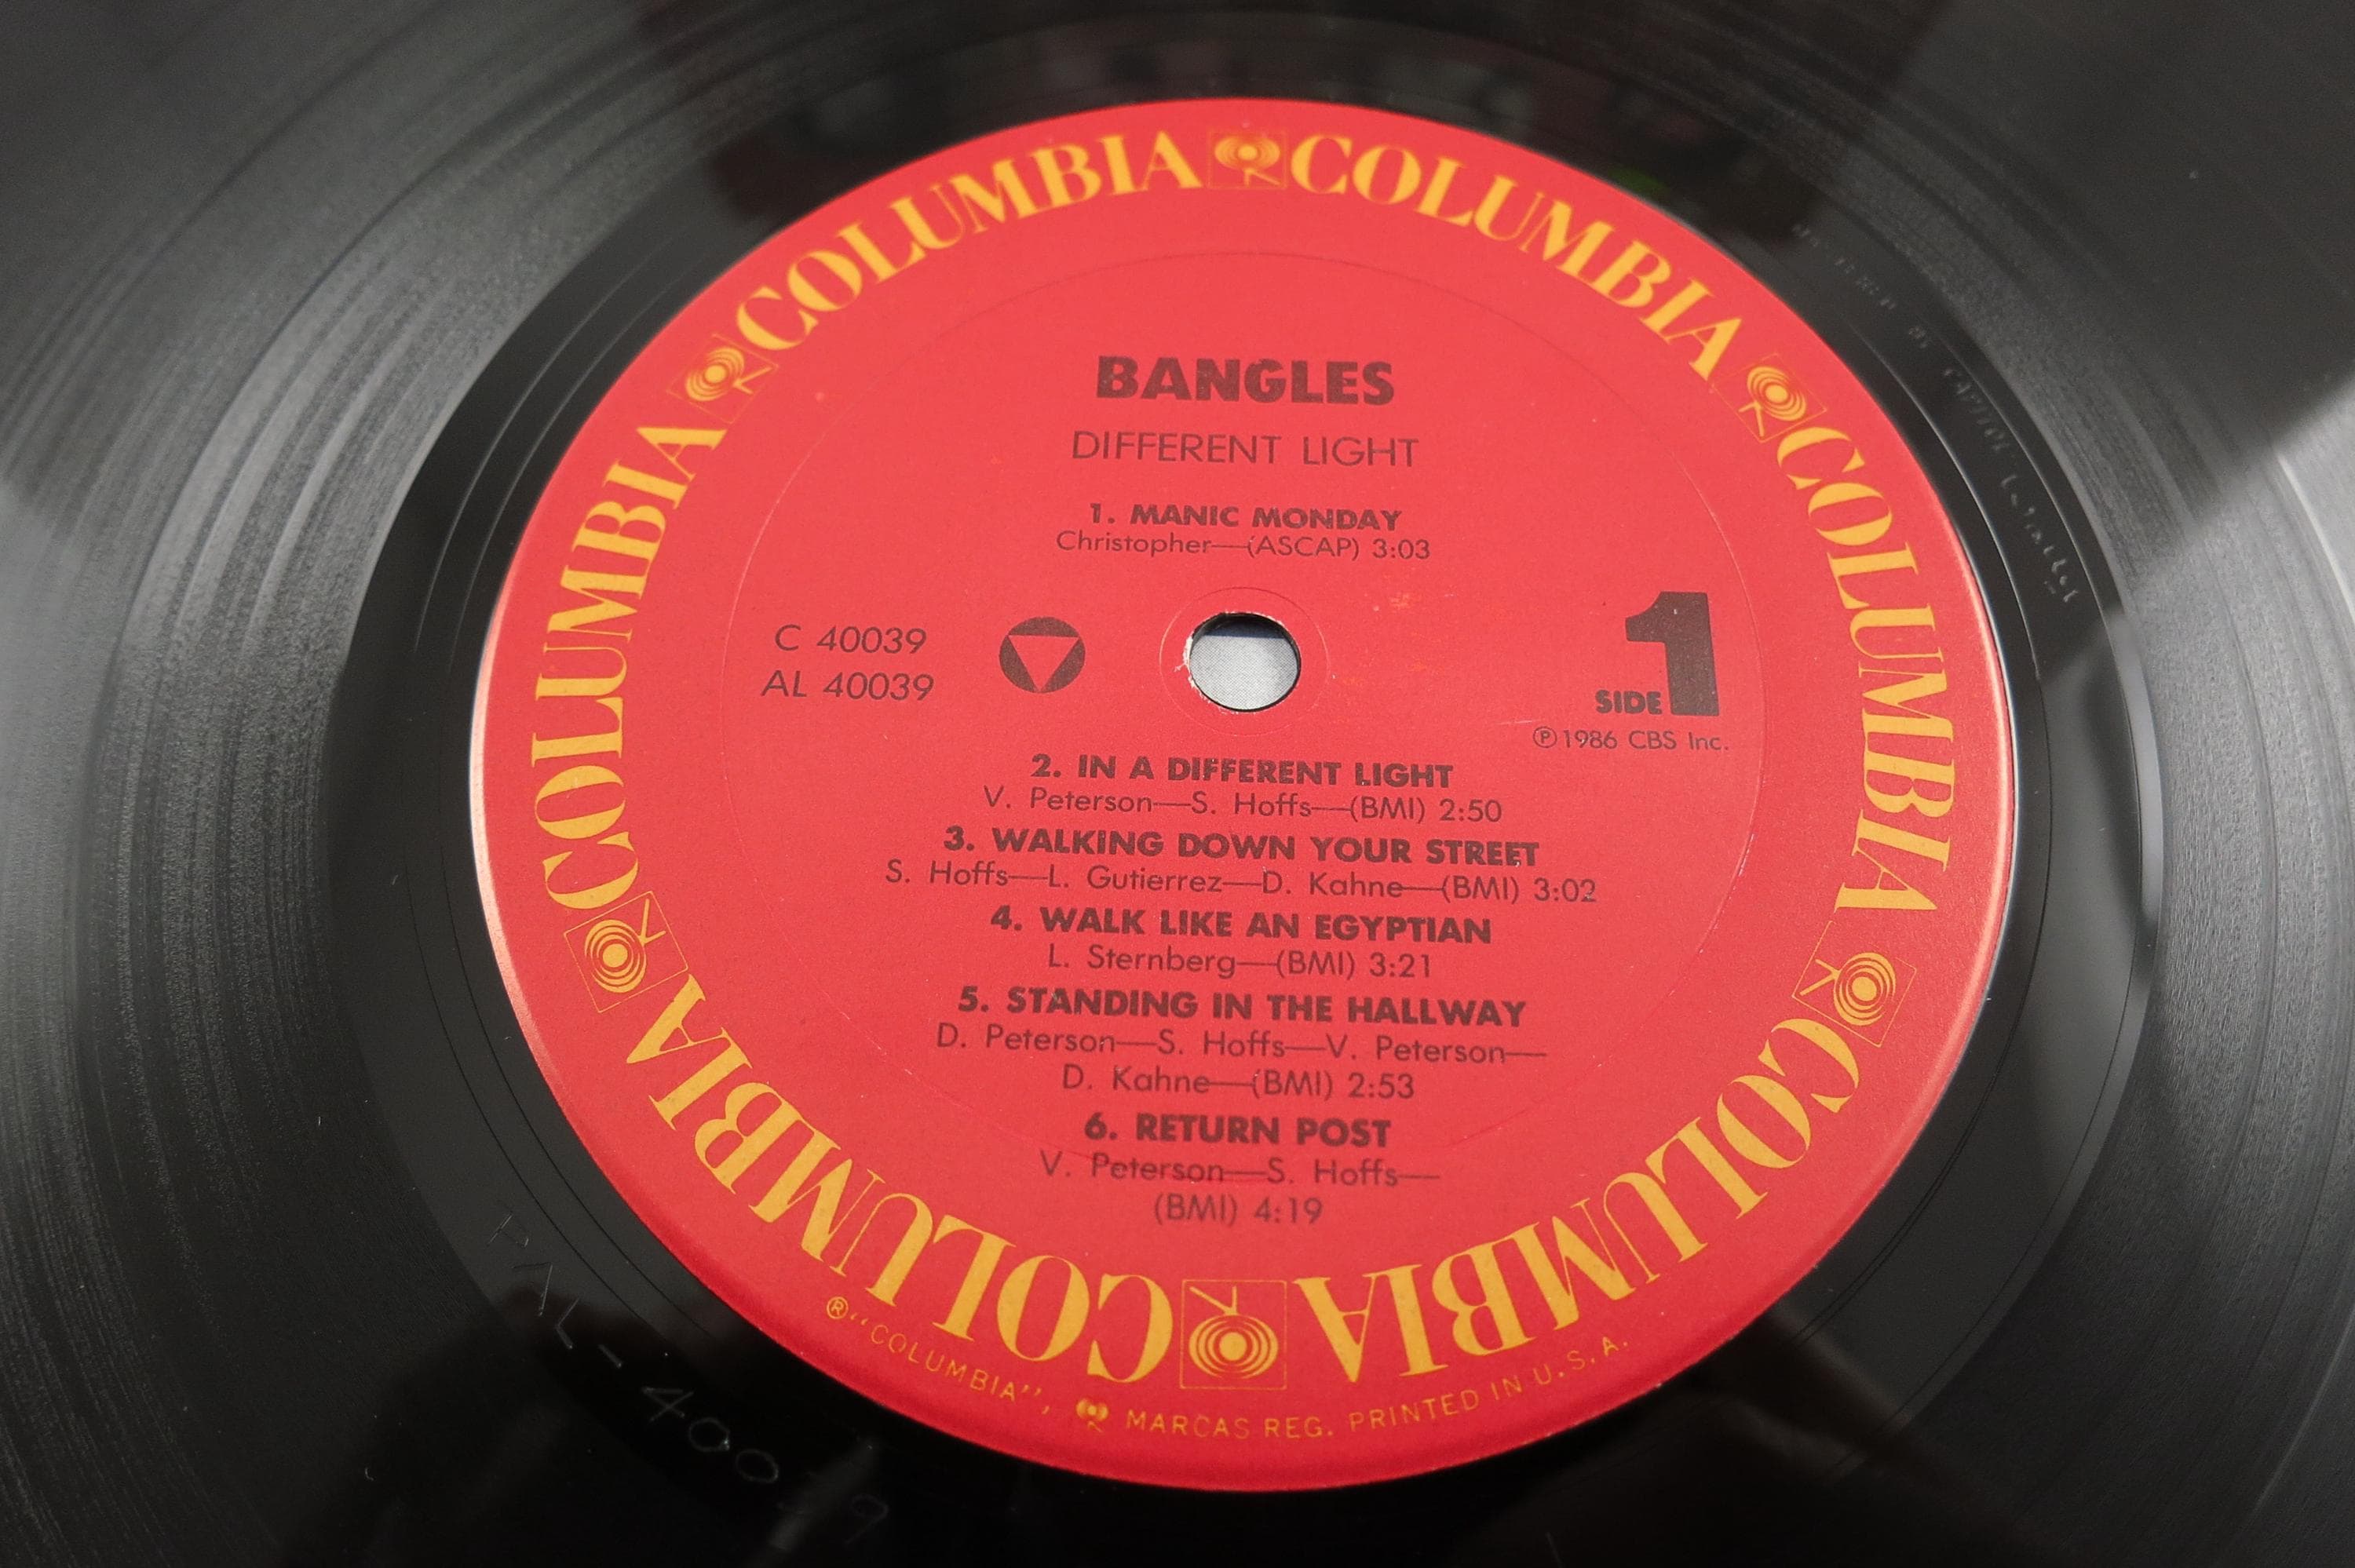 COLUMBIA COLUMBIA COLUMBIA COLUMBIA COLUMBIA COLUMBIA COLUMBIA
BANGLES
DIFFERENT LIGHT
1. MANIC MONDAY
Christopher—(ASCAP) 3:03
C 40039
AL 40039
SIDE 1
℗1986 CBS Inc.
2. IN A DIFFERENT LIGHT
V. Peterson—S. Hoffs—(BMI) 2:50
3. WALKING DOWN YOUR STREET
S. Hoffs—L. Gutierrez—D. Kahne—(BMI) 3:02
4. WALK LIKE AN EGYPTIAN
L. Sternberg—(BMI) 3:21
5. STANDING IN THE HALLWAY
D. Peterson—S. Hoffs—V. Peterson—
D. Kahne—(BMI) 2:53
6. RETURN POST
V. Peterson—S. Hoffs—
(BMI) 4:19
®"COLUMBIA", MARCAS REG. PRINTED IN U.S.A.
PAL-40039